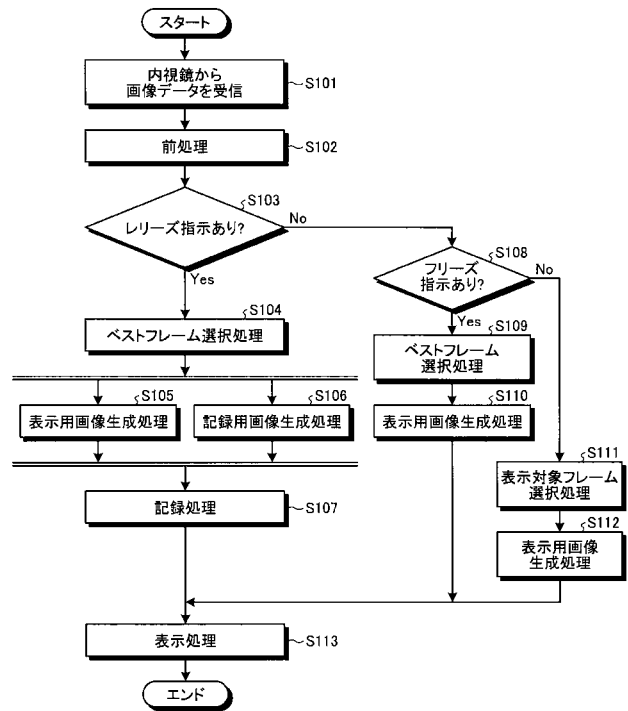 スタート
内視鏡から
画像データを受信
S101
前処理
S102
S103
レリーズ指示あり?
No
Yes
S108
フリーズ
指示あり?
No
Yes
S104
ベストフレーム選択処理
S109
ベストフレーム
選択処理
S105
表示用画像生成処理
S106
記録用画像生成処理
S110
表示用画像生成処理
S111
表示対象フレーム
選択処理
記録処理
S107
S112
表示用画像
生成処理
表示処理
S113
エンド